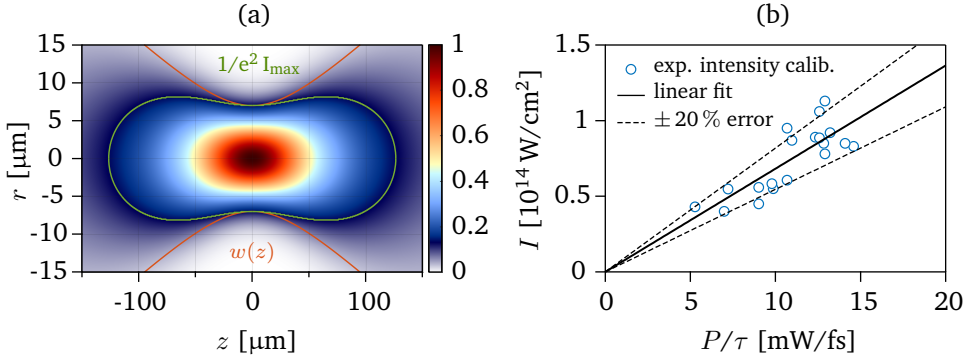 (a)
15
10
5
0
-5
-10
-15
r [μm]
-100
0
100
z [μm]
1/e² I_max
w(z)
1
0.8
0.6
0.4
0.2
0
(b)
1.5
1
0.5
0
I [10¹⁴ W/cm²]
exp. intensity calib.
linear fit
± 20 % error
0
5
10
15
20
P/τ [mW/fs]